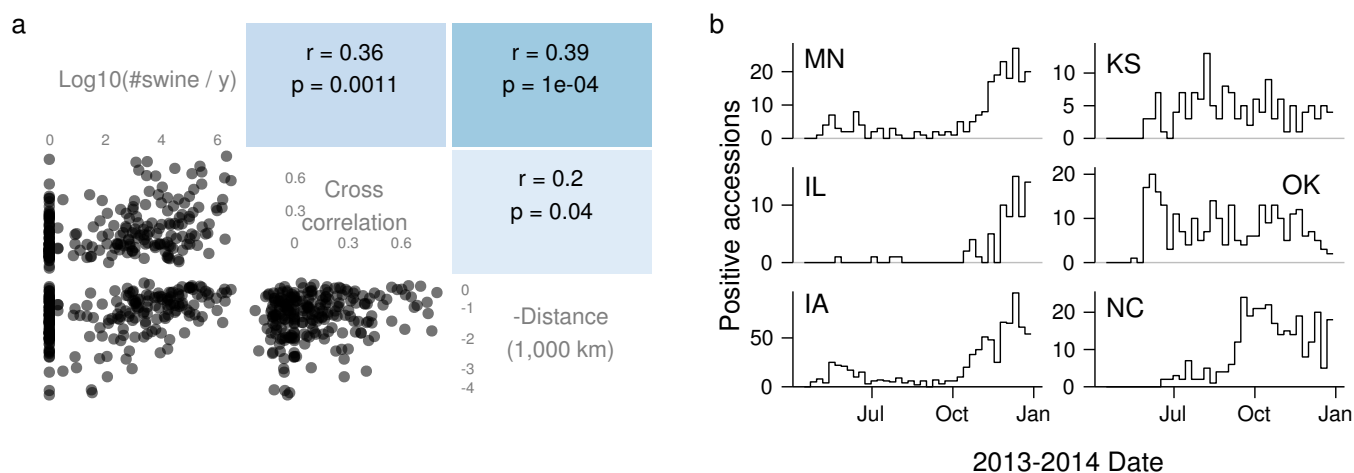 a
Log10(#swine / y)
r = 0.36
p = 0.0011
r = 0.39
p = 1e-04
0 2 4 6
0.6
0.3
0
Cross
correlation
0 0.3 0.6
r = 0.2
p = 0.04
0
-1
-2
-3
-4
-Distance
(1,000 km)
b
Positive accessions
MN
20
10
0
KS
10
5
0
IL
10
0
OK
20
10
0
IA
50
0
Jul Oct Jan
NC
20
10
0
Jul Oct Jan
2013-2014 Date